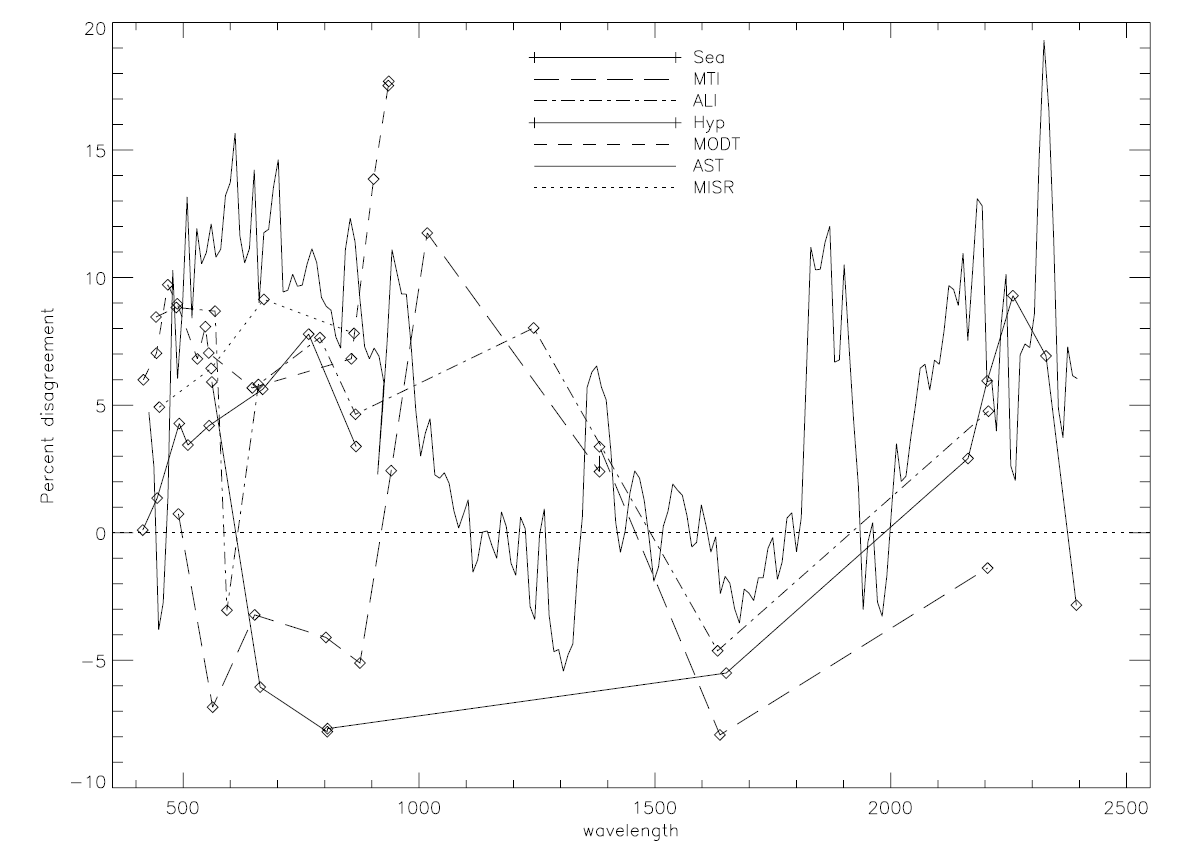 20
15
10
5
0
−5
−10
Percent disagreement
Sea
MTI
ALI
Hyp
MODT
AST
MISR
500 1000 1500 2000 2500
wavelength